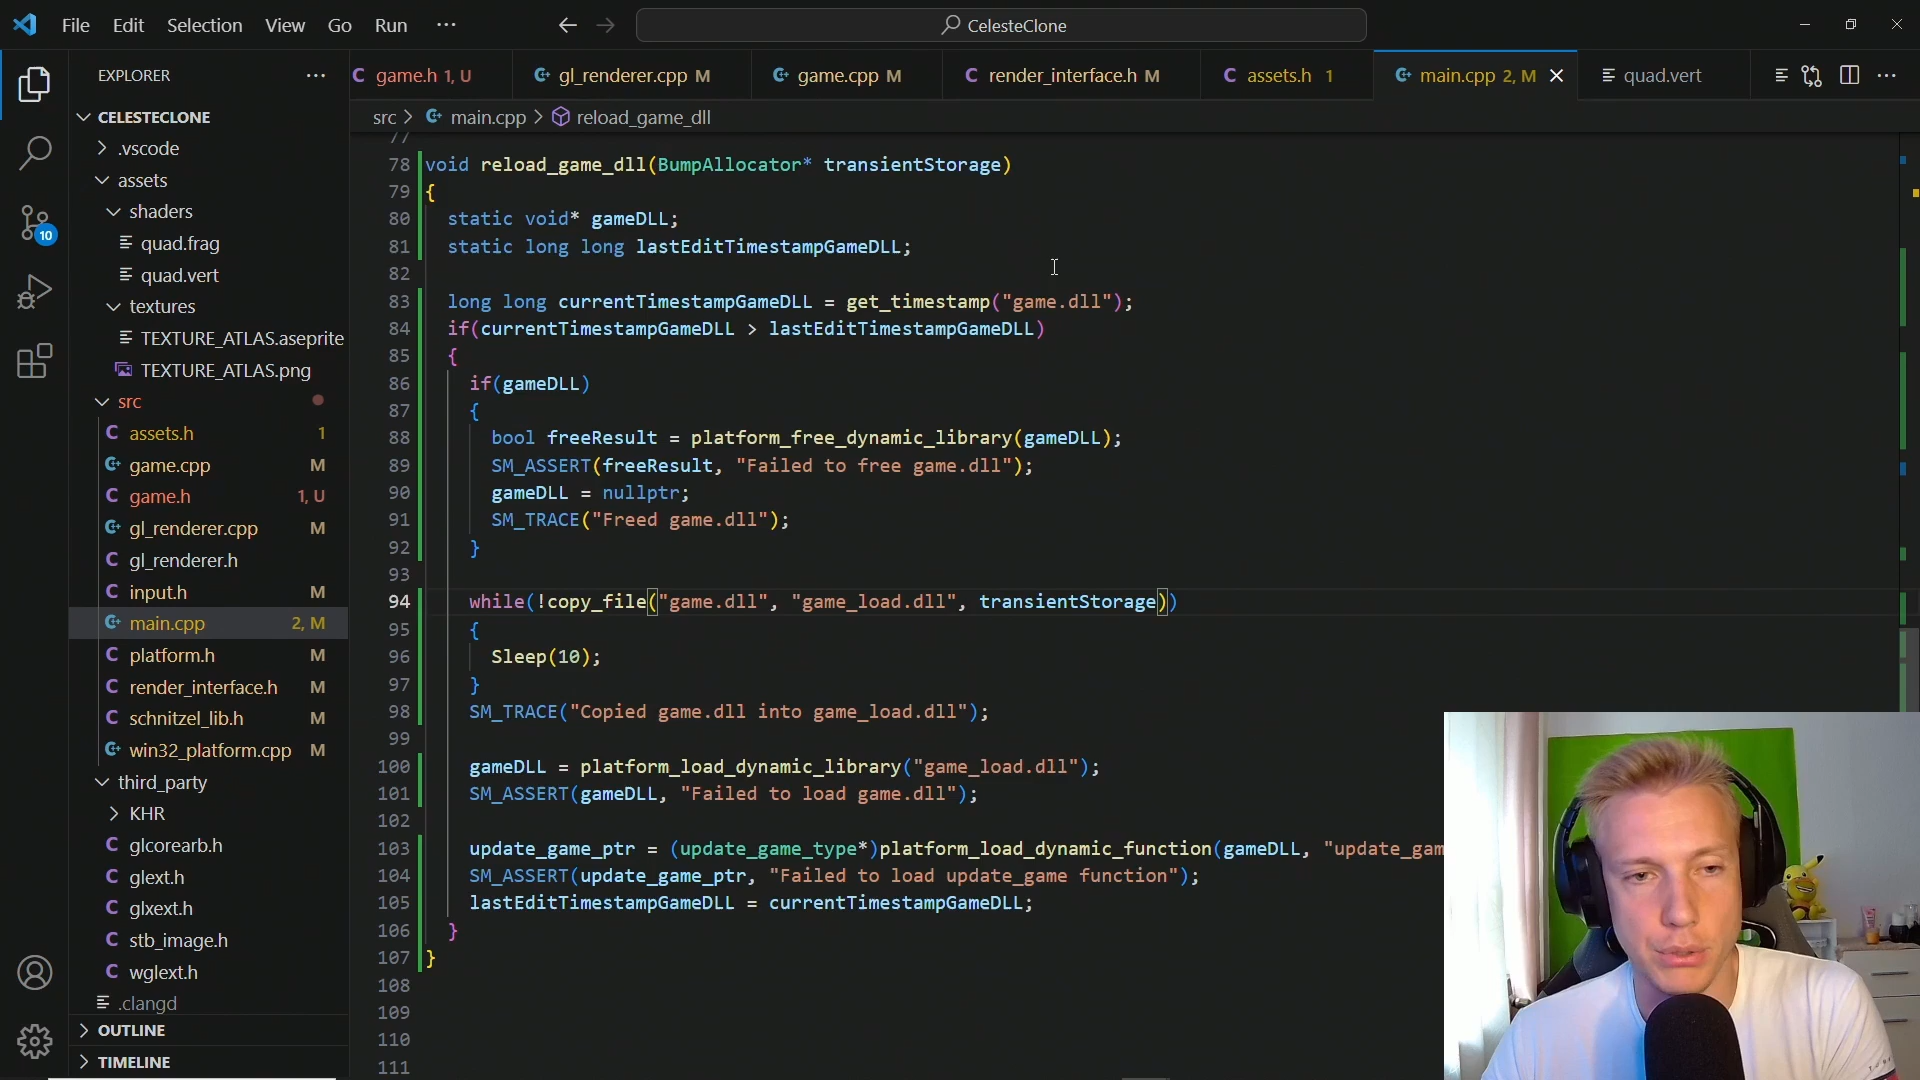 File Edit Selection View Go Run ··· CelesteClone
EXPLORER ···
CELESTECLONE
.vscode
assets
shaders
quad.frag
quad.vert
textures
TEXTURE_ATLAS.aseprite
TEXTURE_ATLAS.png
src
assets.h 1
game.cpp M
game.h 1, U
gl_renderer.cpp M
gl_renderer.h
input.h M
main.cpp 2, M
platform.h M
render_interface.h M
schnitzel_lib.h M
win32_platform.cpp M
third_party
KHR
glcorearb.h
glext.h
glxext.h
stb_image.h
wglext.h
.clangd
OUTLINE
TIMELINE
10
game.h 1, U gl_renderer.cpp M game.cpp M render_interface.h M assets.h 1 main.cpp 2, M quad.vert
src > main.cpp > reload_game_dll
77
78 void reload_game_dll(BumpAllocator* transientStorage)
79 {
80 static void* gameDLL;
81 static long long lastEditTimestampGameDLL;
82
83 long long currentTimestampGameDLL = get_timestamp("game.dll");
84 if(currentTimestampGameDLL > lastEditTimestampGameDLL)
85 {
86 if(gameDLL)
87 {
88 bool freeResult = platform_free_dynamic_library(gameDLL);
89 SM_ASSERT(freeResult, "Failed to free game.dll");
90 gameDLL = nullptr;
91 SM_TRACE("Freed game.dll");
92 }
93
94 while(!copy_file("game.dll", "game_load.dll", transientStorage))
95 {
96 Sleep(10);
97 }
98 SM_TRACE("Copied game.dll into game_load.dll");
99
100 gameDLL = platform_load_dynamic_library("game_load.dll");
101 SM_ASSERT(gameDLL, "Failed to load game.dll");
102
103 update_game_ptr = (update_game_type*)platform_load_dynamic_function(gameDLL, "update_gam
104 SM_ASSERT(update_game_ptr, "Failed to load update_game function");
105 lastEditTimestampGameDLL = currentTimestampGameDLL;
106 }
107 }
108
109
110
111